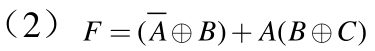 （2） F = (A̅ ⊕ B) + A(B ⊕ C)